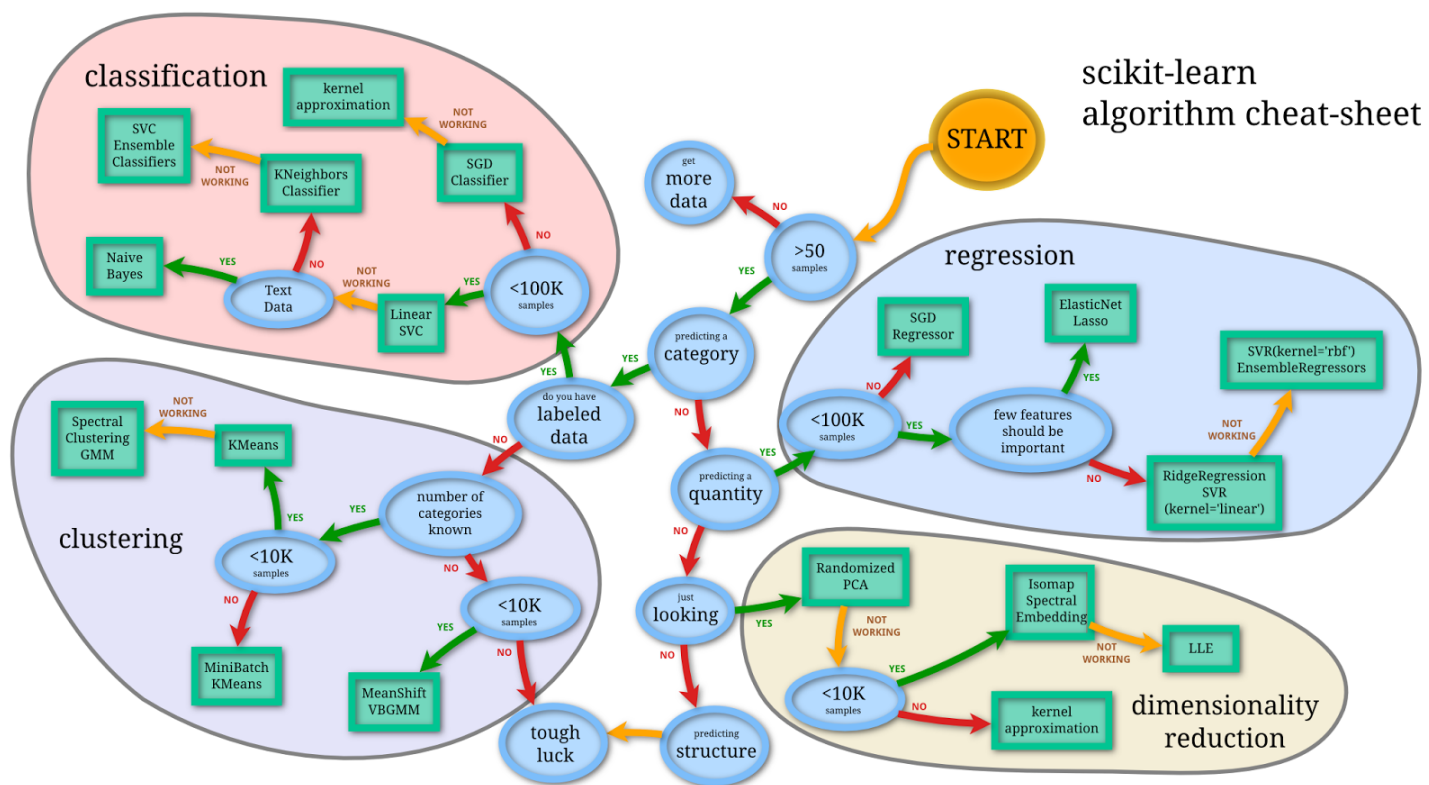 scikit-learn
algorithm cheat-sheet
START
get
more
data
NO
>50
samples
YES
predicting a
category
YES
NO
do you have
labeled
data
YES
NO
predicting a
quantity
YES
NO
just
looking
YES
NO
predicting
structure
tough
luck
classification
kernel
approximation
NOT
WORKING
SGD
Classifier
NO
<100K
samples
YES
Linear
SVC
NOT
WORKING
Text
Data
YES
Naive
Bayes
NO
KNeighbors
Classifier
NOT
WORKING
SVC
Ensemble
Classifiers
clustering
number of
categories
known
YES
NO
<10K
samples
YES
NO
KMeans
NOT
WORKING
Spectral
Clustering
GMM
MiniBatch
KMeans
<10K
samples
YES
NO
MeanShift
VBGMM
regression
<100K
samples
NO
SGD
Regressor
YES
few features
should be
important
YES
ElasticNet
Lasso
NO
RidgeRegression
SVR
(kernel='linear')
NOT
WORKING
SVR(kernel='rbf')
EnsembleRegressors
dimensionality
reduction
Randomized
PCA
NOT
WORKING
<10K
samples
YES
Isomap
Spectral
Embedding
NOT
WORKING
LLE
NO
kernel
approximation